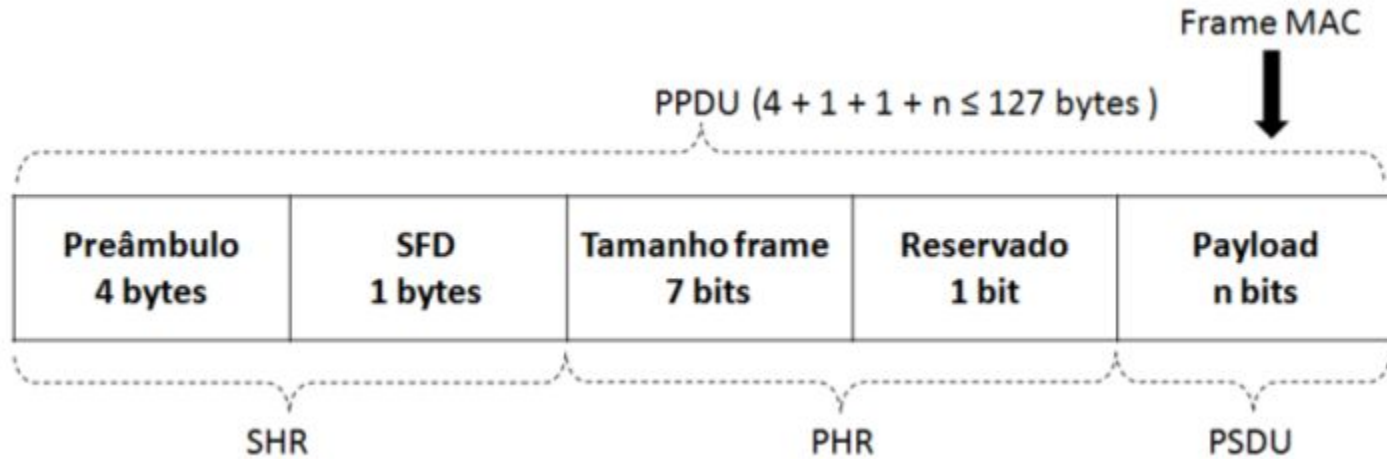 Frame MAC
PPDU (4 + 1 + 1 + n ≤ 127 bytes )
Preâmbulo
4 bytes
SFD
1 bytes
Tamanho frame
7 bits
Reservado
1 bit
Payload
n bits
SHR
PHR
PSDU